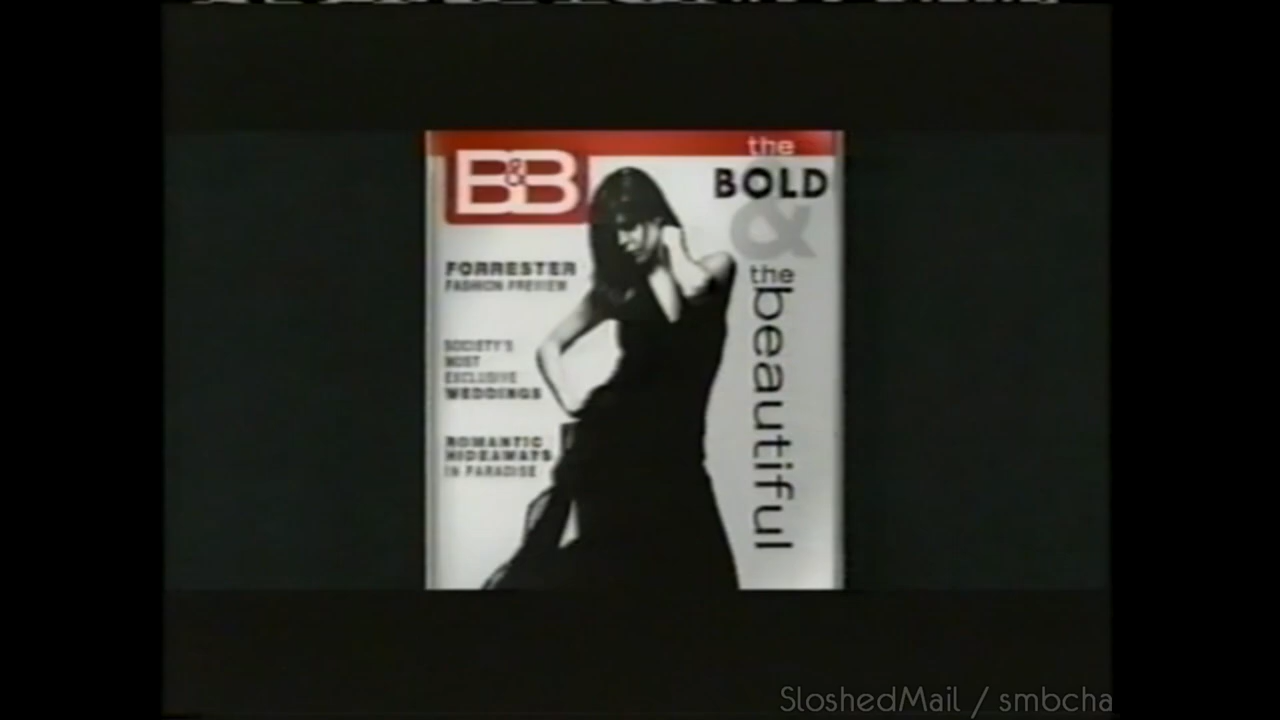 B&B
the
BOLD
&
the
beautiful
FORRESTER
FASHION PREVIEW
SOCIETY'S
MOST
EXCLUSIVE
WEDDINGS
ROMANTIC
HIDEAWAYS
IN PARADISE
SloshedMail / smbcha